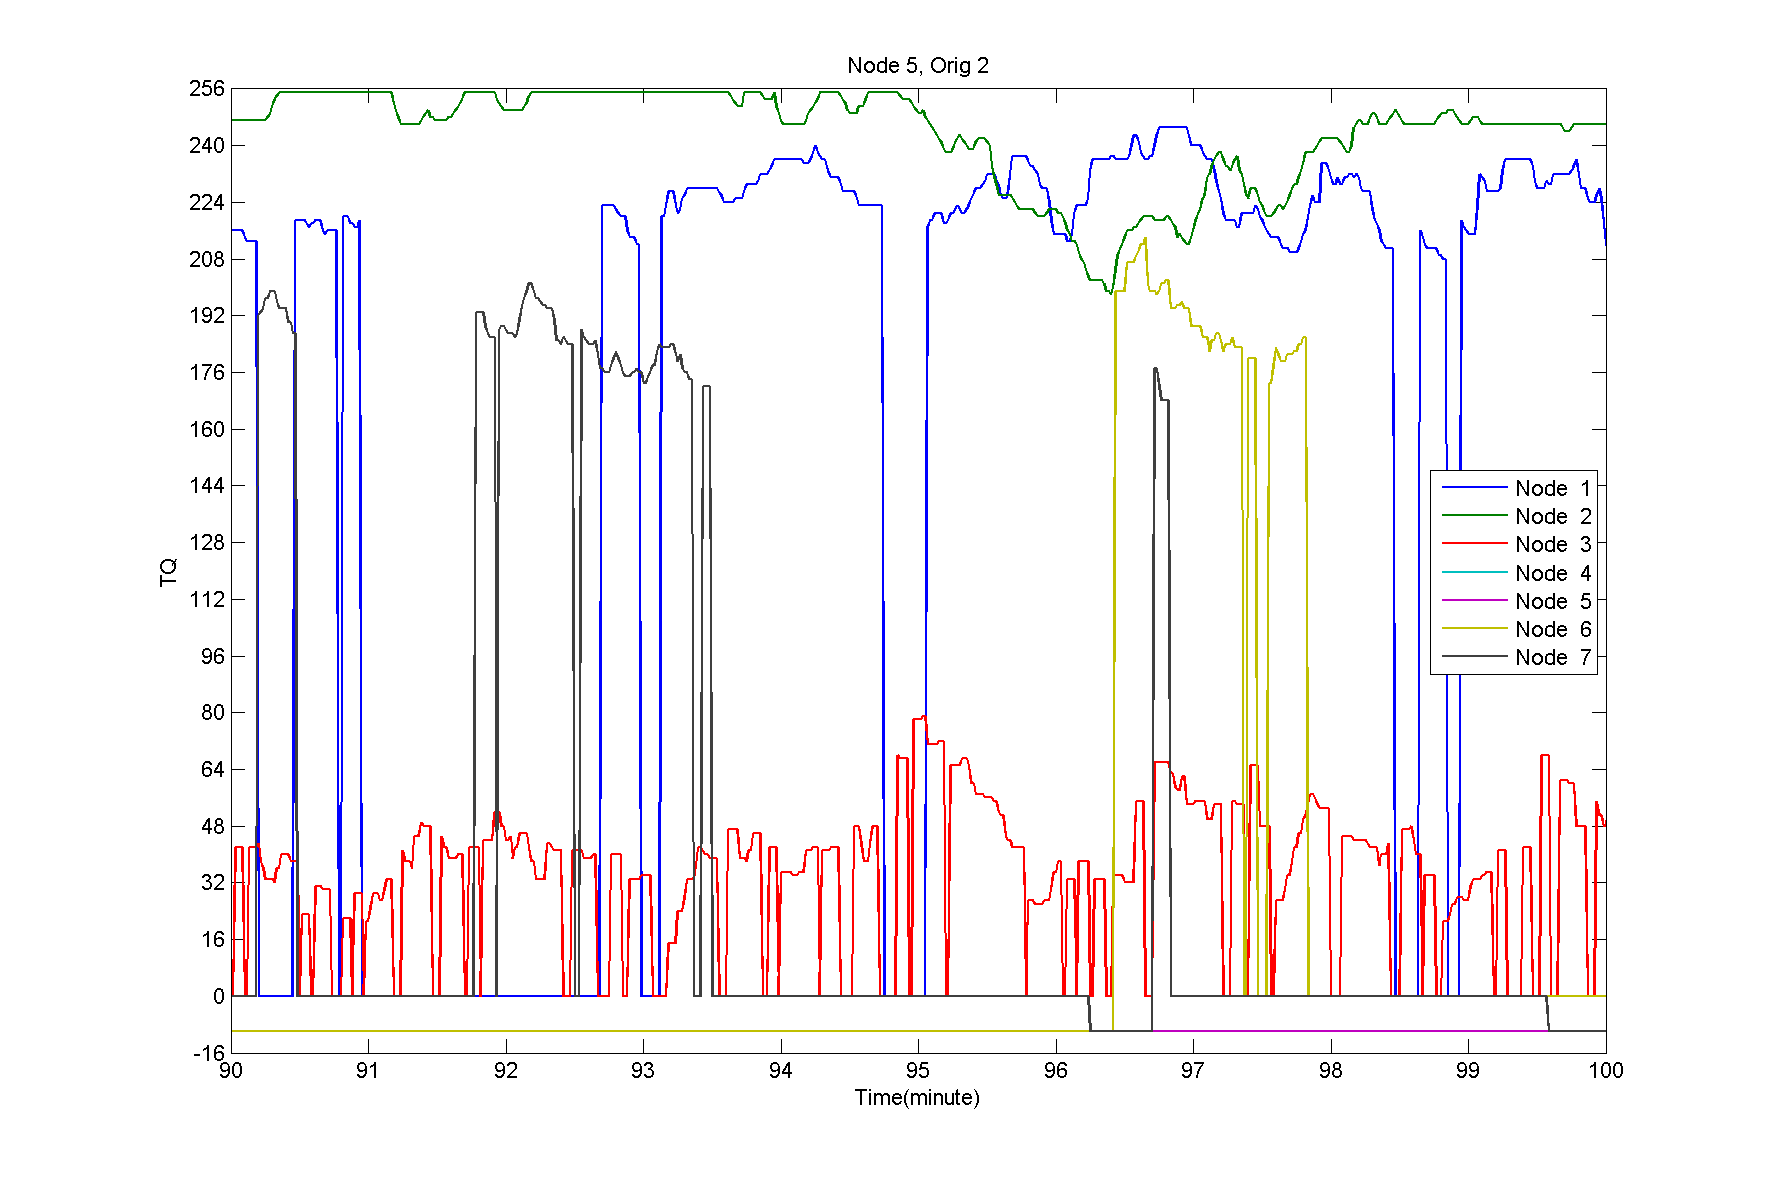 Node 5, Orig 2
256
240
224
208
192
176
160
144
128
112
96
80
64
48
32
16
0
-16
TQ
Node 1
Node 2
Node 3
Node 4
Node 5
Node 6
Node 7
90 91 92 93 94 95 96 97 98 99 100
Time(minute)